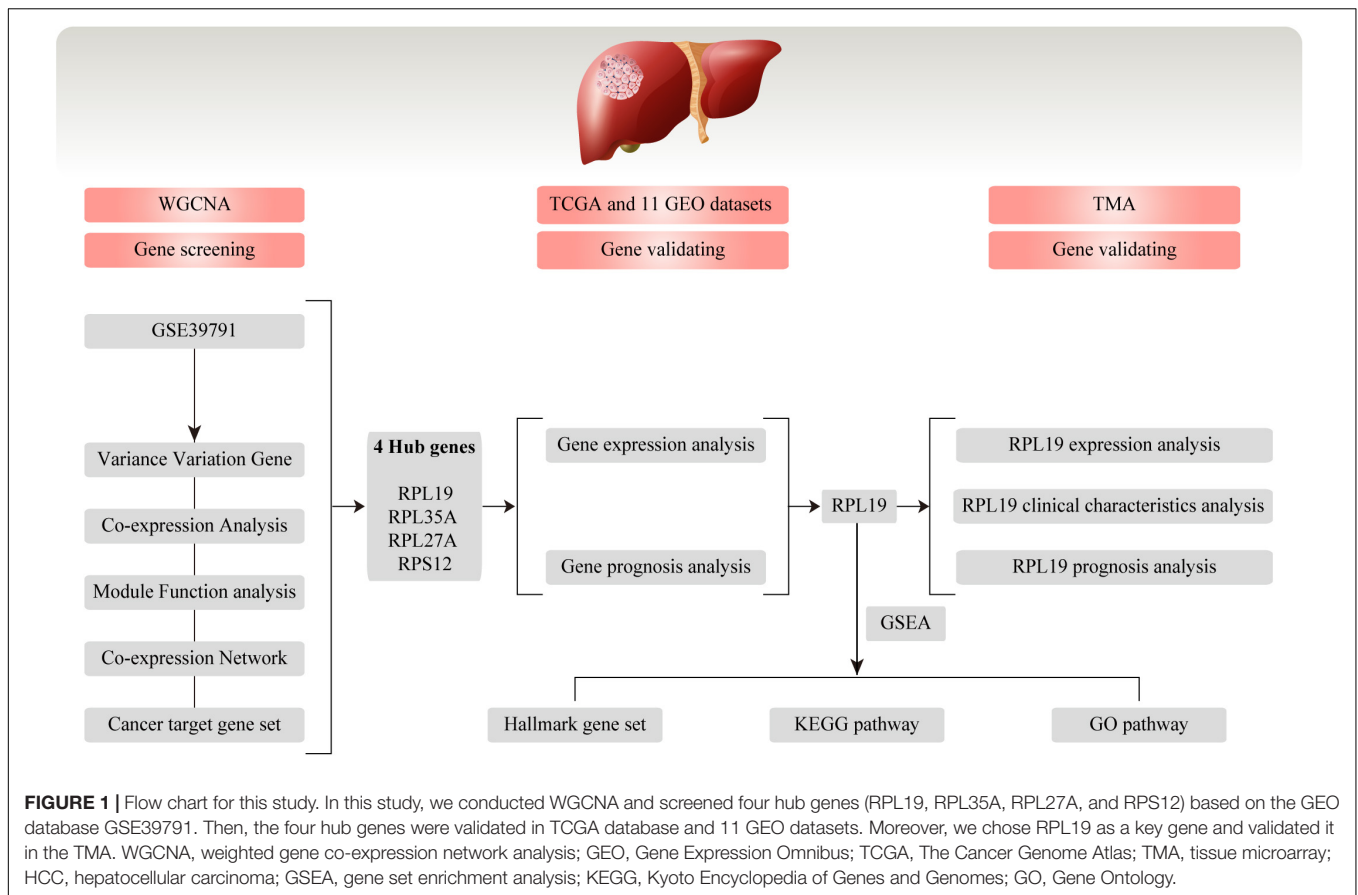 WGCNA
Gene screening
TCGA and 11 GEO datasets
Gene validating
TMA
Gene validating
GSE39791
Variance Variation Gene
Co-expression Analysis
Module Function analysis
Co-expression Network
Cancer target gene set
4 Hub genes
RPL19
RPL35A
RPL27A
RPS12
Gene expression analysis
Gene prognosis analysis
RPL19
RPL19 expression analysis
RPL19 clinical characteristics analysis
RPL19 prognosis analysis
GSEA
Hallmark gene set
KEGG pathway
GO pathway
FIGURE 1 | Flow chart for this study. In this study, we conducted WGCNA and screened four hub genes (RPL19, RPL35A, RPL27A, and RPS12) based on the GEO
database GSE39791. Then, the four hub genes were validated in TCGA database and 11 GEO datasets. Moreover, we chose RPL19 as a key gene and validated it
in the TMA. WGCNA, weighted gene co-expression network analysis; GEO, Gene Expression Omnibus; TCGA, The Cancer Genome Atlas; TMA, tissue microarray;
HCC, hepatocellular carcinoma; GSEA, gene set enrichment analysis; KEGG, Kyoto Encyclopedia of Genes and Genomes; GO, Gene Ontology.